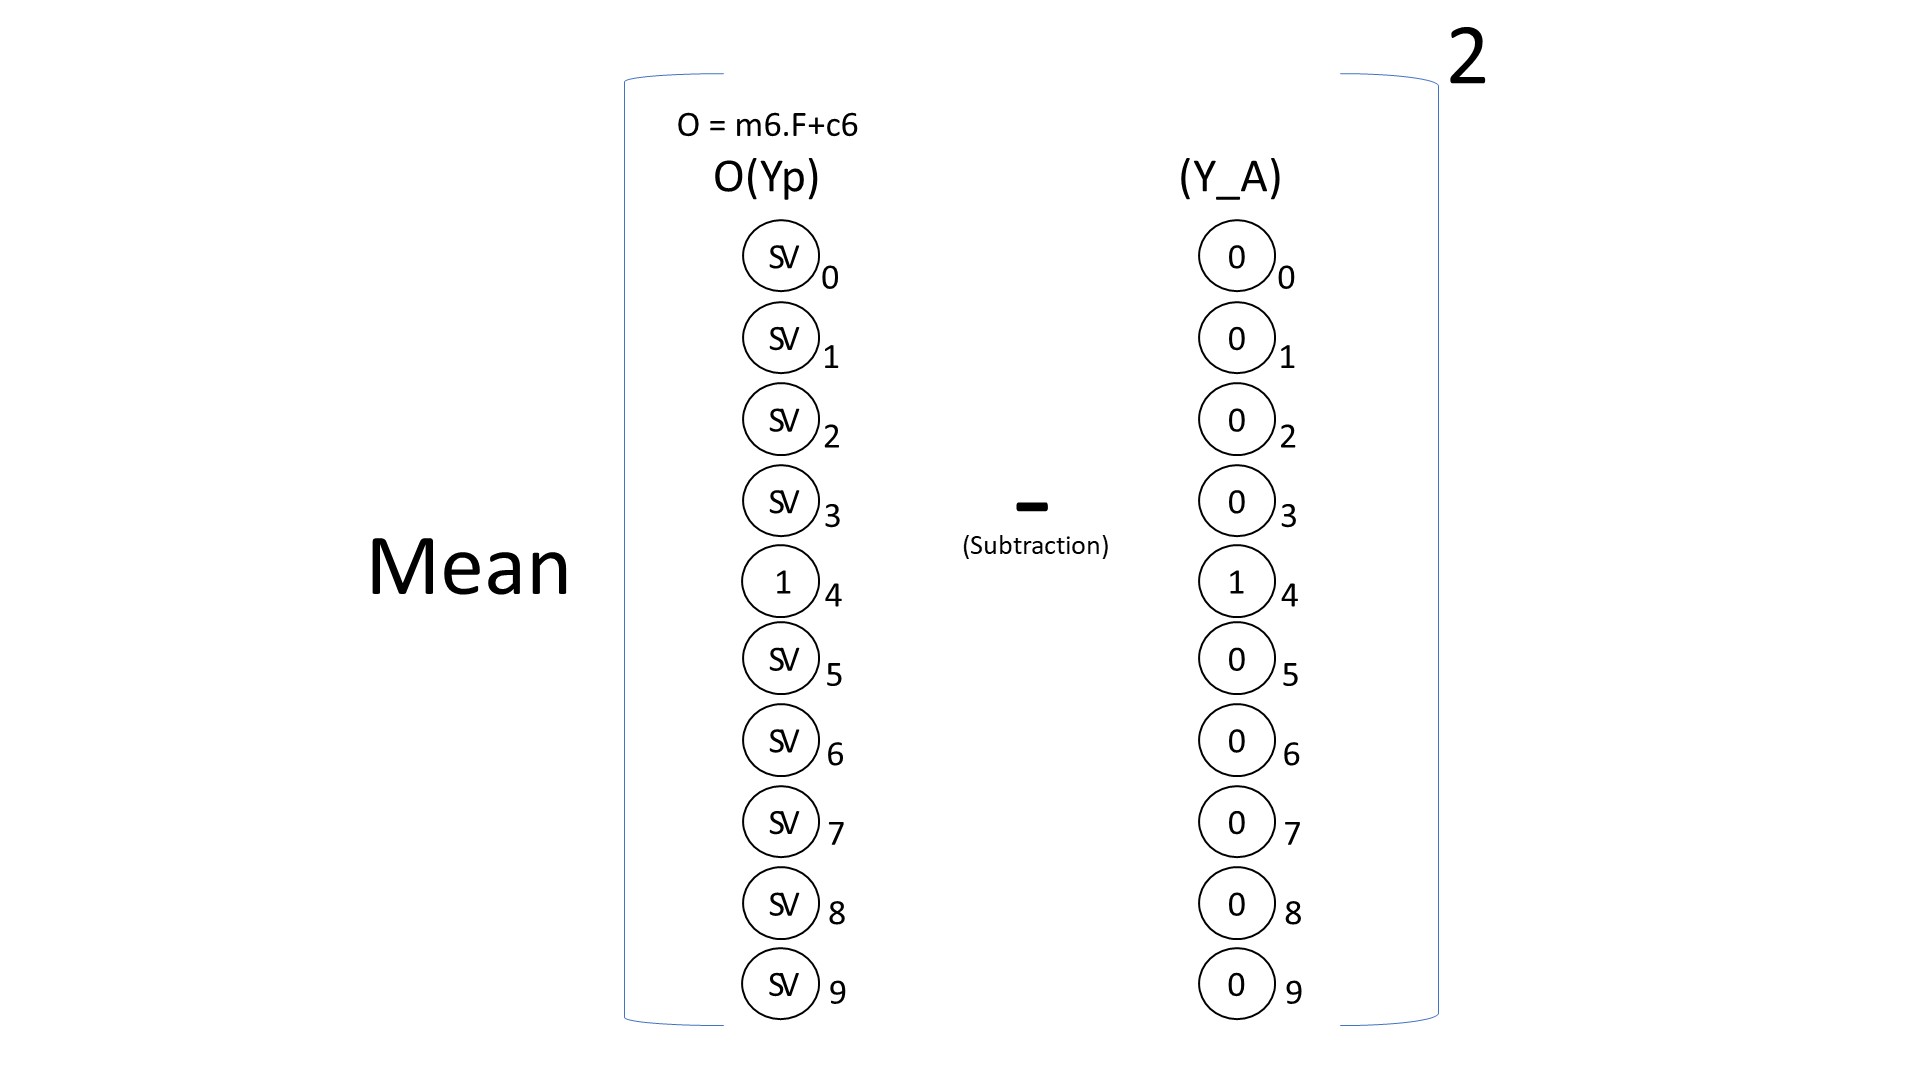 2
O = m6.F+c6
O(Yp) (Y_A)
SV 0 0 0
SV 1 0 1
SV 2 0 2
SV 3 - 0 3
(Subtraction)
Mean
1 4 1 4
SV 5 0 5
SV 6 0 6
SV 7 0 7
SV 8 0 8
SV 9 0 9